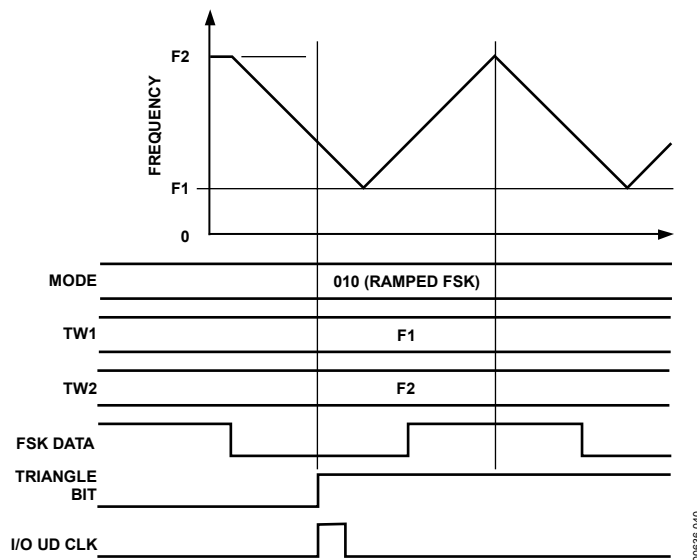 F2
FREQUENCY
F1
0
MODE
010 (RAMPED FSK)
TW1
F1
TW2
F2
FSK DATA
TRIANGLE
BIT
I/O UD CLK